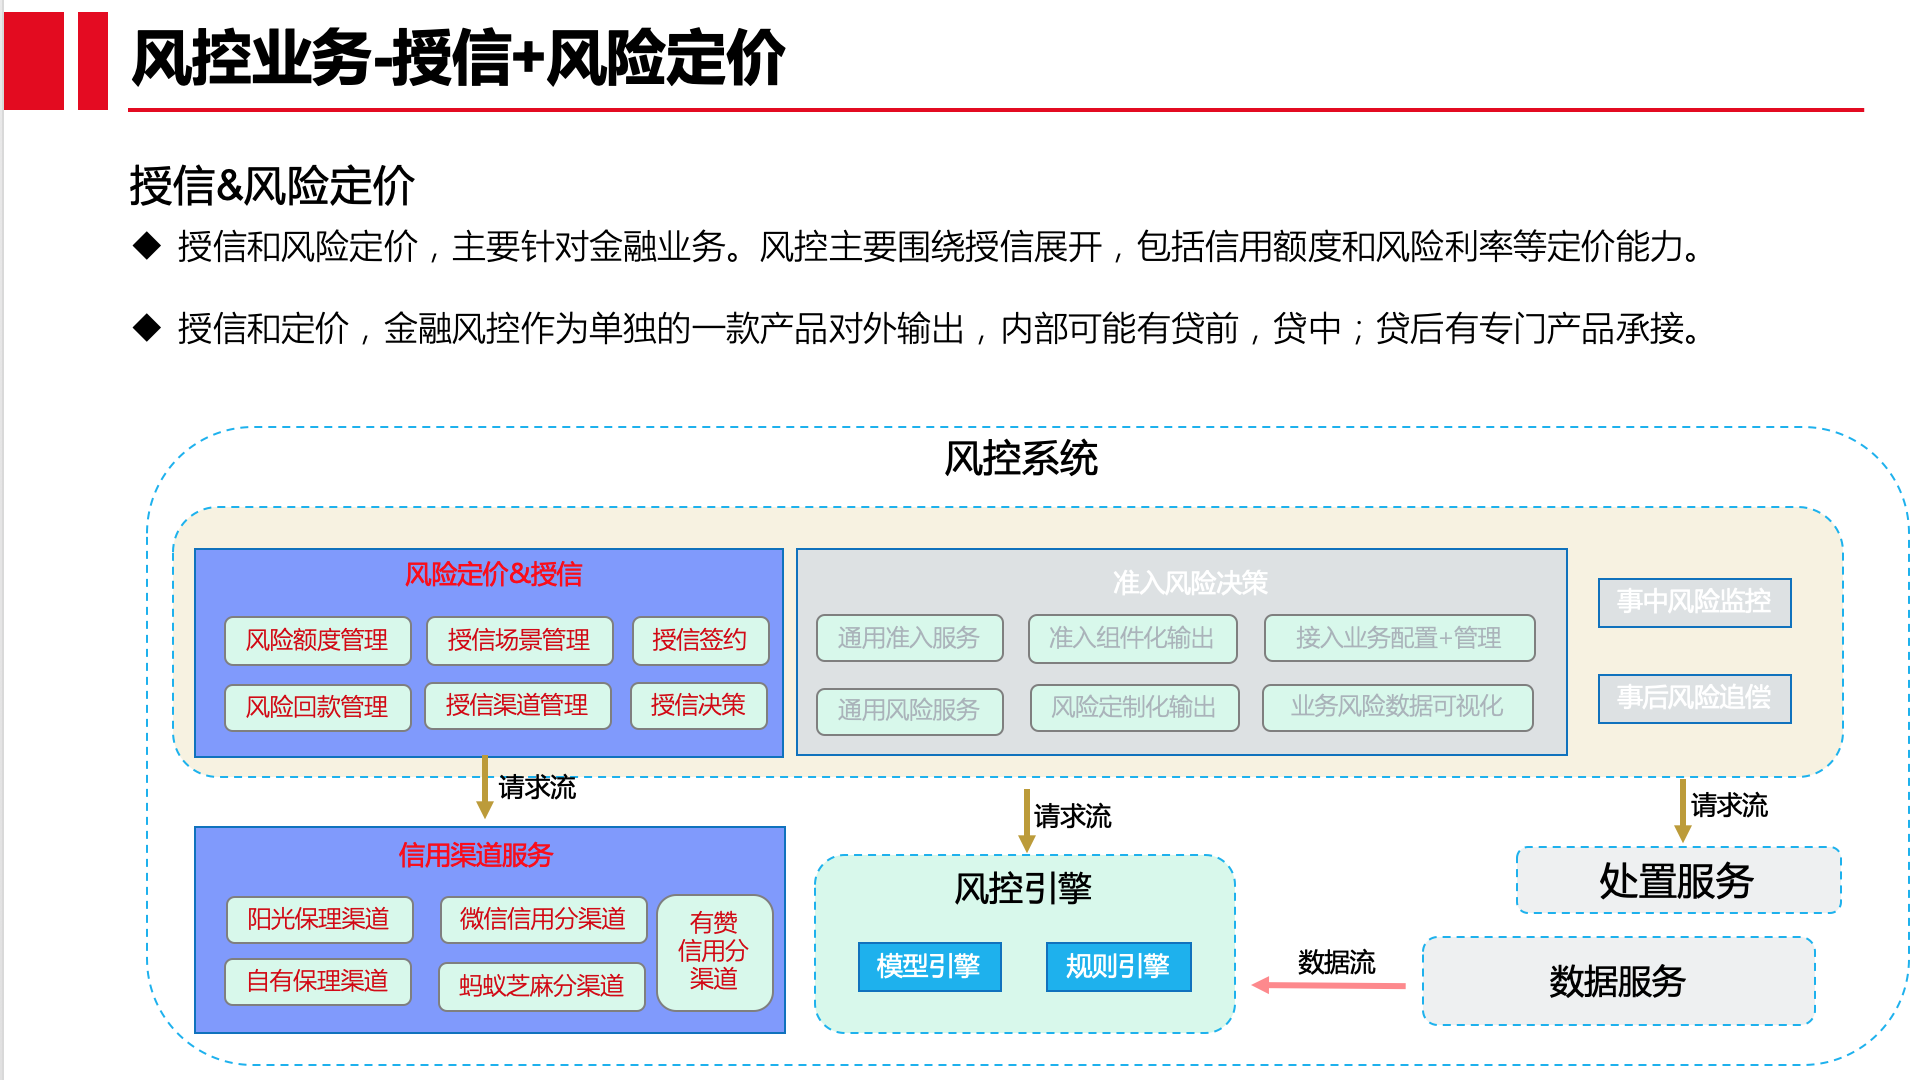 风控业务-授信+风险定价
授信&风险定价
◆ 授信和风险定价，主要针对金融业务。风控主要围绕授信展开，包括信用额度和风险利率等定价能力。
◆ 授信和定价，金融风控作为单独的一款产品对外输出，内部可能有贷前，贷中；贷后有专门产品承接。
风控系统
风险定价&授信
风险额度管理
授信场景管理
授信签约
风险回款管理
授信渠道管理
授信决策
准入风险决策
通用准入服务
准入组件化输出
接入业务配置+管理
通用风险服务
风险定制化输出
业务风险数据可视化
事中风险监控
事后风险追偿
请求流
请求流
请求流
信用渠道服务
阳光保理渠道
微信信用分渠道
有赞
信用分
渠道
自有保理渠道
蚂蚁芝麻分渠道
风控引擎
模型引擎
规则引擎
数据流
处置服务
数据服务